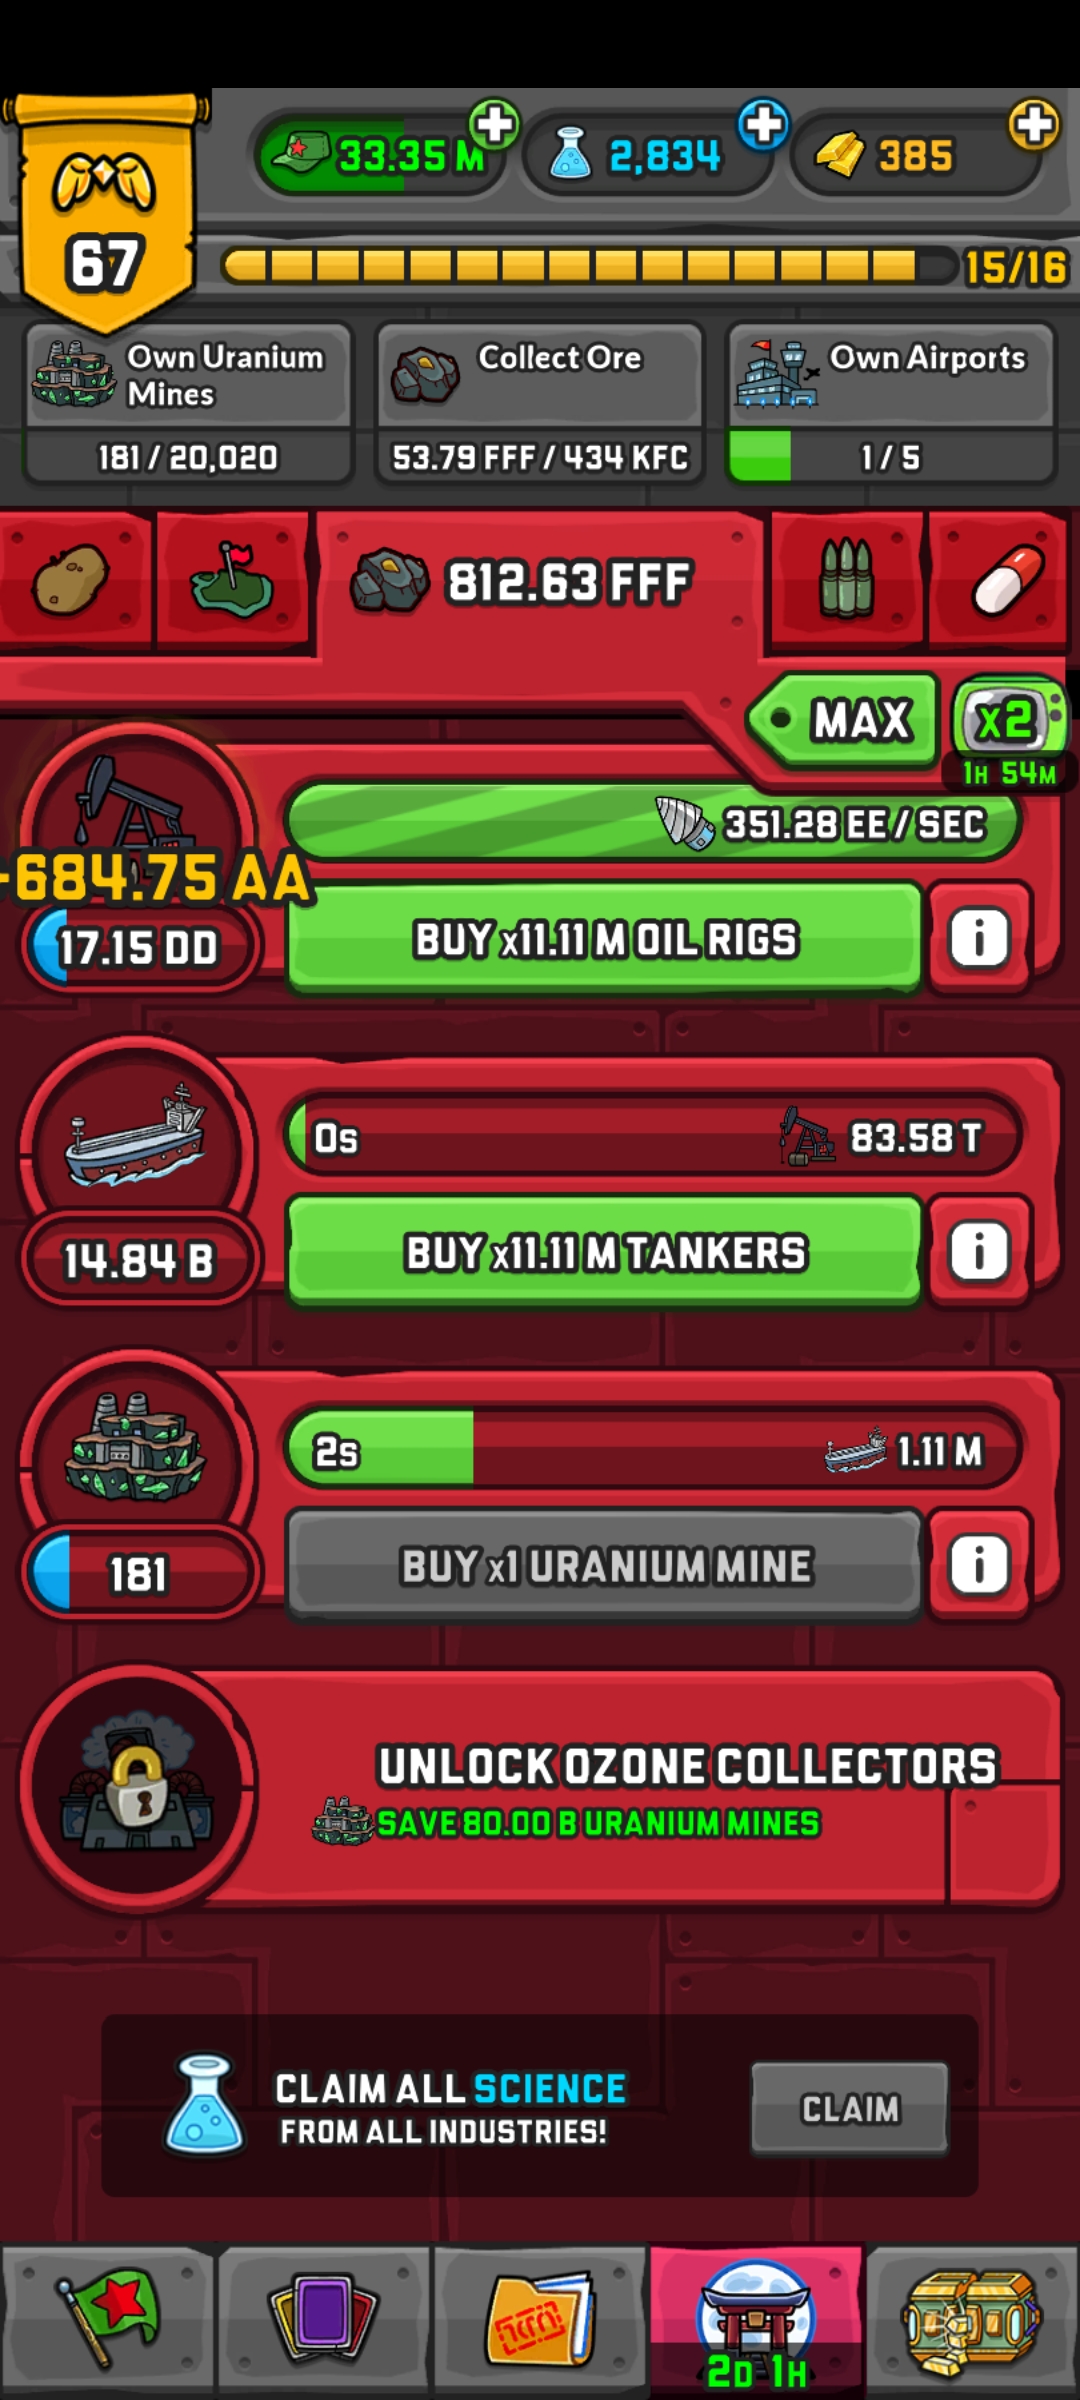 33.35 M
2,834
385
67
15/16
Own Uranium
Mines
181 / 20,020
Collect Ore
53.79 FFF / 434 KFC
Own Airports
1 / 5
812.63 FFF
MAX
x2
1H 54M
351.28 EE / SEC
-684.75 AA
17.15 DD
BUY x11.11 M OIL RIGS
i
0s
83.58 T
14.84 B
BUY x11.11 M TANKERS
i
2s
1.11 M
181
BUY x1 URANIUM MINE
i
UNLOCK OZONE COLLECTORS
SAVE 80.00 B URANIUM MINES
CLAIM ALL SCIENCE
FROM ALL INDUSTRIES!
CLAIM
2D 1H